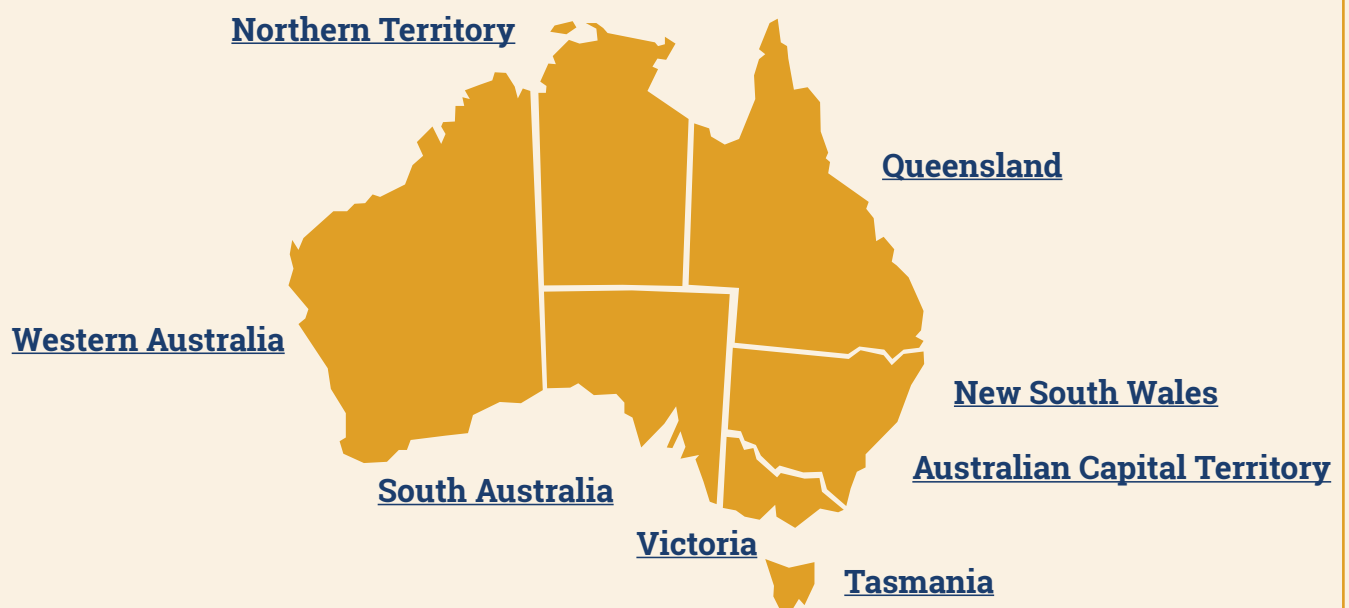 Northern Territory
Queensland
Western Australia
New South Wales
Australian Capital Territory
South Australia
Victoria
Tasmania